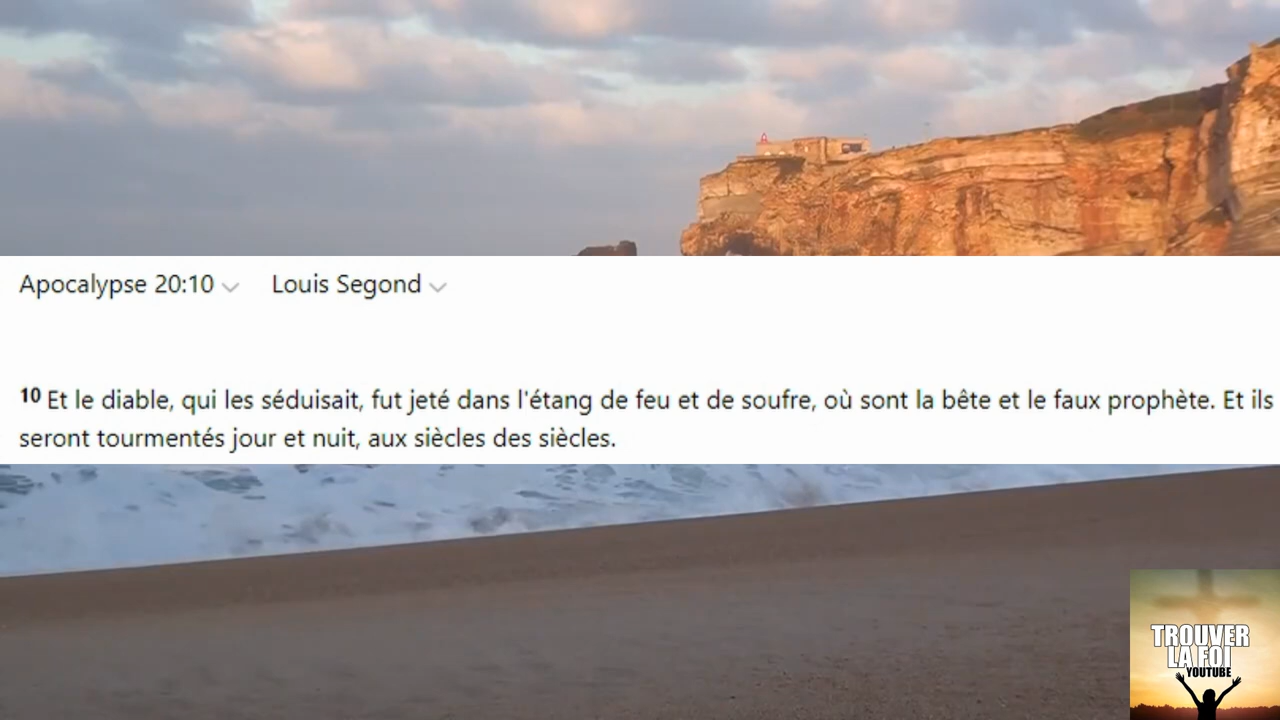 Apocalypse 20:10 Louis Segond
10 Et le diable, qui les séduisait, fut jeté dans l'étang de feu et de soufre, où sont la bête et le faux prophète. Et ils
seront tourmentés jour et nuit, aux siècles des siècles.
TROUVER
LA FOI
YOUTUBE